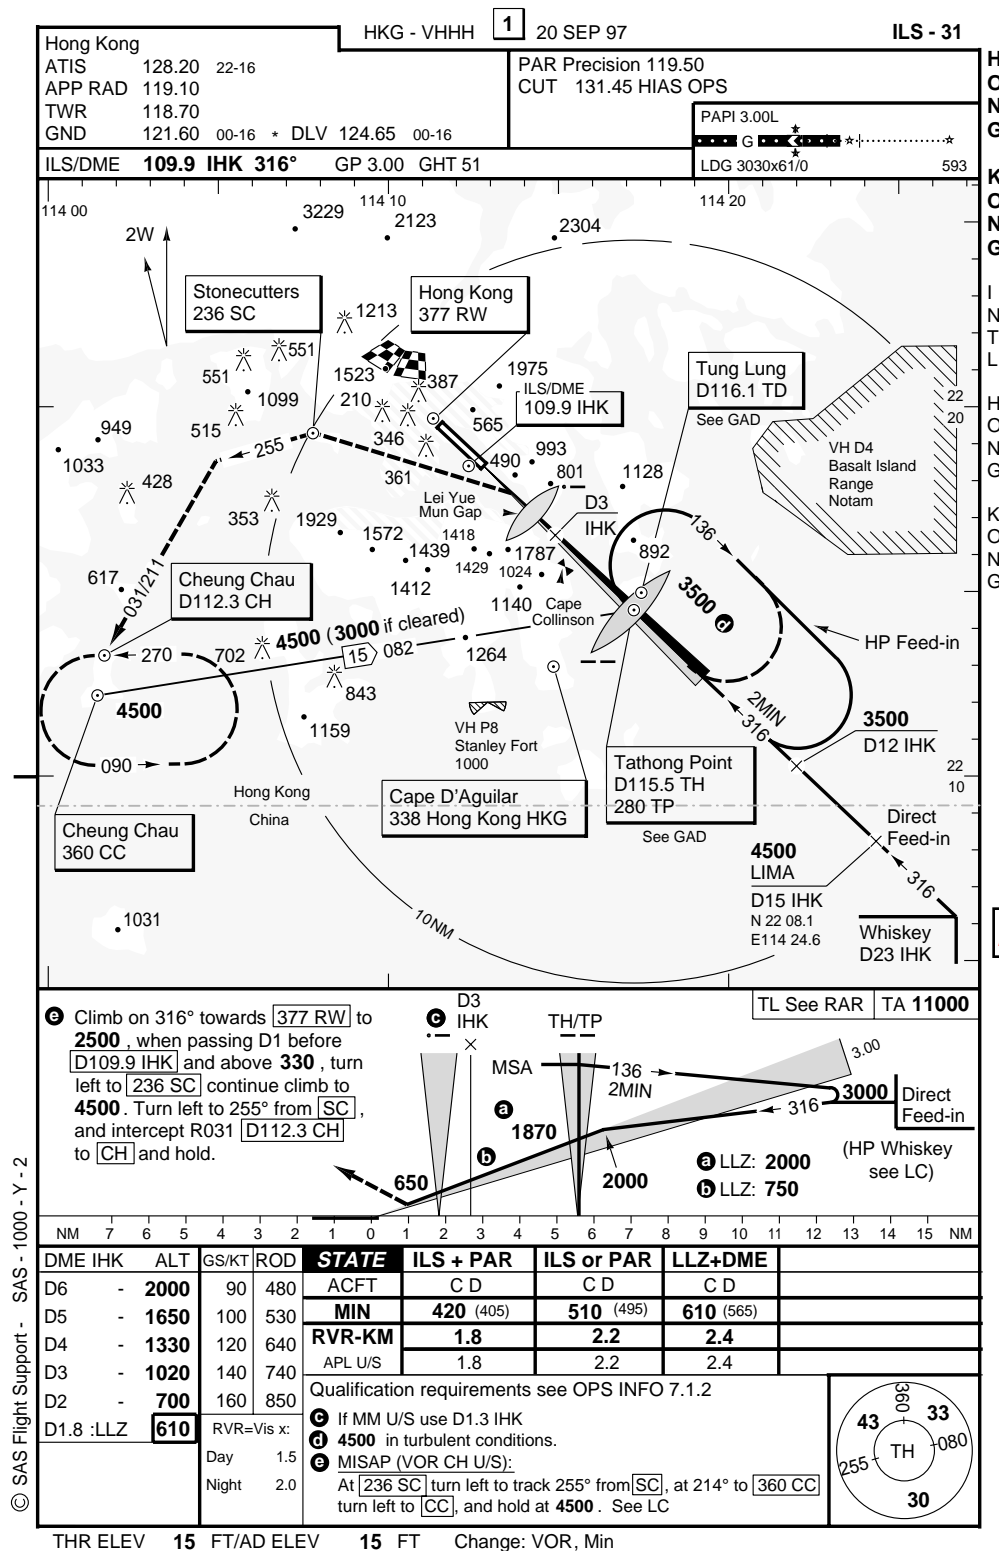 HKG - VHHH 1 20 SEP 97 ILS - 31
Hong Kong
ATIS 128.20 22-16
APP RAD 119.10
TWR 118.70
GND 121.60 00-16 * DLV 124.65 00-16
PAR Precision 119.50
CUT 131.45 HIAS OPS
PAPI 3.00L
G
LDG 3030x61/0 593
ILS/DME 109.9 IHK 316° GP 3.00 GHT 51
HONG KONG INTL HONG KONG
114 00
114 10
114 20
2W
3229
2123
2304
Stonecutters
236 SC
Hong Kong
377 RW
1213
551
551
1523
387
1975
Tung Lung
D116.1 TD
See GAD
ILS/DME
109.9 IHK
22
20
1099
210
565
515
346
949
255
1033
361
490
993
801
1128
VH D4
Basalt Island
Range
Notam
428
353
Lei Yue
Mun Gap
D3
IHK
136
1929
1572
1418
1439
1429
1787
1024
892
1412
1140
617
031/211
Cheung Chau
D112.3 CH
Cape
Collinson
3500 d
HP Feed-in
4500 (3000 if cleared)
15 082
270
702
1264
843
4500
1159
VH P8
Stanley Fort
1000
2MIN
316
3500
D12 IHK
090
Hong Kong
China
22
10
Tathong Point
D115.5 TH
280 TP
See GAD
Cape D'Aguilar
338 Hong Kong HKG
Cheung Chau
360 CC
Direct
Feed-in
4500
LIMA
D15 IHK
N 22 08.1
E114 24.6
316
1031
10NM
Whiskey
D23 IHK
e Climb on 316° towards 377 RW to
2500 , when passing D1 before
D109.9 IHK and above 330 , turn
left to 236 SC continue climb to
4500. Turn left to 255° from SC ,
and intercept R031 D112.3 CH
to CH and hold.
c D3
IHK
TH/TP
TL See RAR TA 11000
MSA
136
2MIN
3.00
3000
Direct
Feed-in
316
a
1870
b
(HP Whiskey
see LC)
650
2000
a LLZ: 2000
b LLZ: 750
NM 7 6 5 4 3 2 1 1 2 3 4 5 6 7 8 9 10 11 12 13 14 15 NM
DME IHK ALT GS/KT ROD STATE ILS + PAR ILS or PAR LLZ+DME
D6 - 2000 90 480 ACFT C D C D C D
D5 - 1650 100 530 MIN 420 (405) 510 (495) 610 (565)
D4 - 1330 120 640 RVR-KM 1.8 2.2 2.4
D3 - 1020 140 740 APL U/S 1.8 2.2 2.4
D2 - 700 160 850
D1.8 :LLZ 610
RVR=Vis x:
Day 1.5
Night 2.0
Qualification requirements see OPS INFO 7.1.2
c If MM U/S use D1.3 IHK
d 4500 in turbulent conditions.
e MISAP (VOR CH U/S):
At 236 SC turn left to track 255° from SC, at 214° to 360 CC
turn left to CC, and hold at 4500 . See LC
360
43 33
TH
080
255
30
THR ELEV 15 FT/AD ELEV 15 FT Change: VOR, Min
© SAS Flight Support - SAS - 1000 - Y - 2